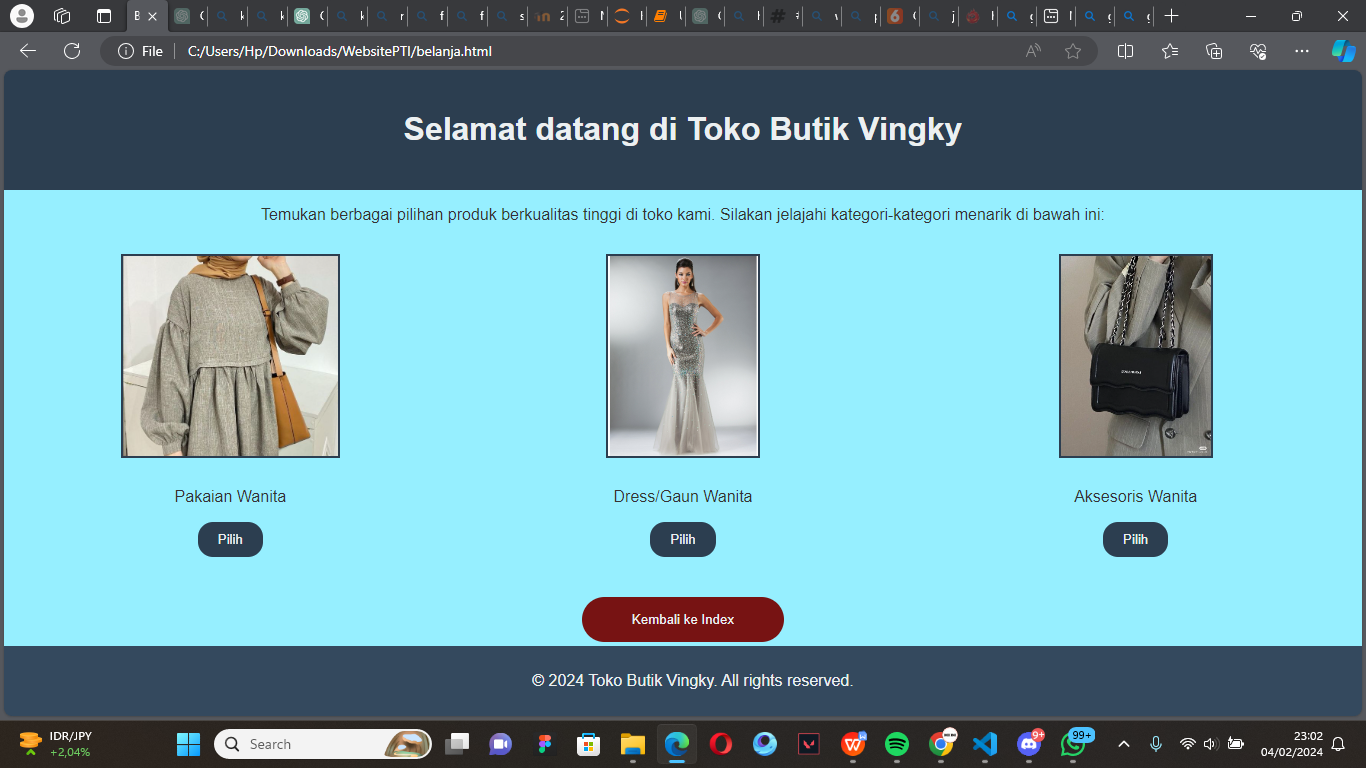 File
C:/Users/Hp/Downloads/WebsitePTI/belanja.html
Selamat datang di Toko Butik Vingky
Temukan berbagai pilihan produk berkualitas tinggi di toko kami. Silakan jelajahi kategori-kategori menarik di bawah ini:
Pakaian Wanita
Dress/Gaun Wanita
Aksesoris Wanita
Pilih
Pilih
Pilih
Kembali ke Index
© 2024 Toko Butik Vingky. All rights reserved.
IDR/JPY
+2,04%
Search
9+
99+
23:02
04/02/2024